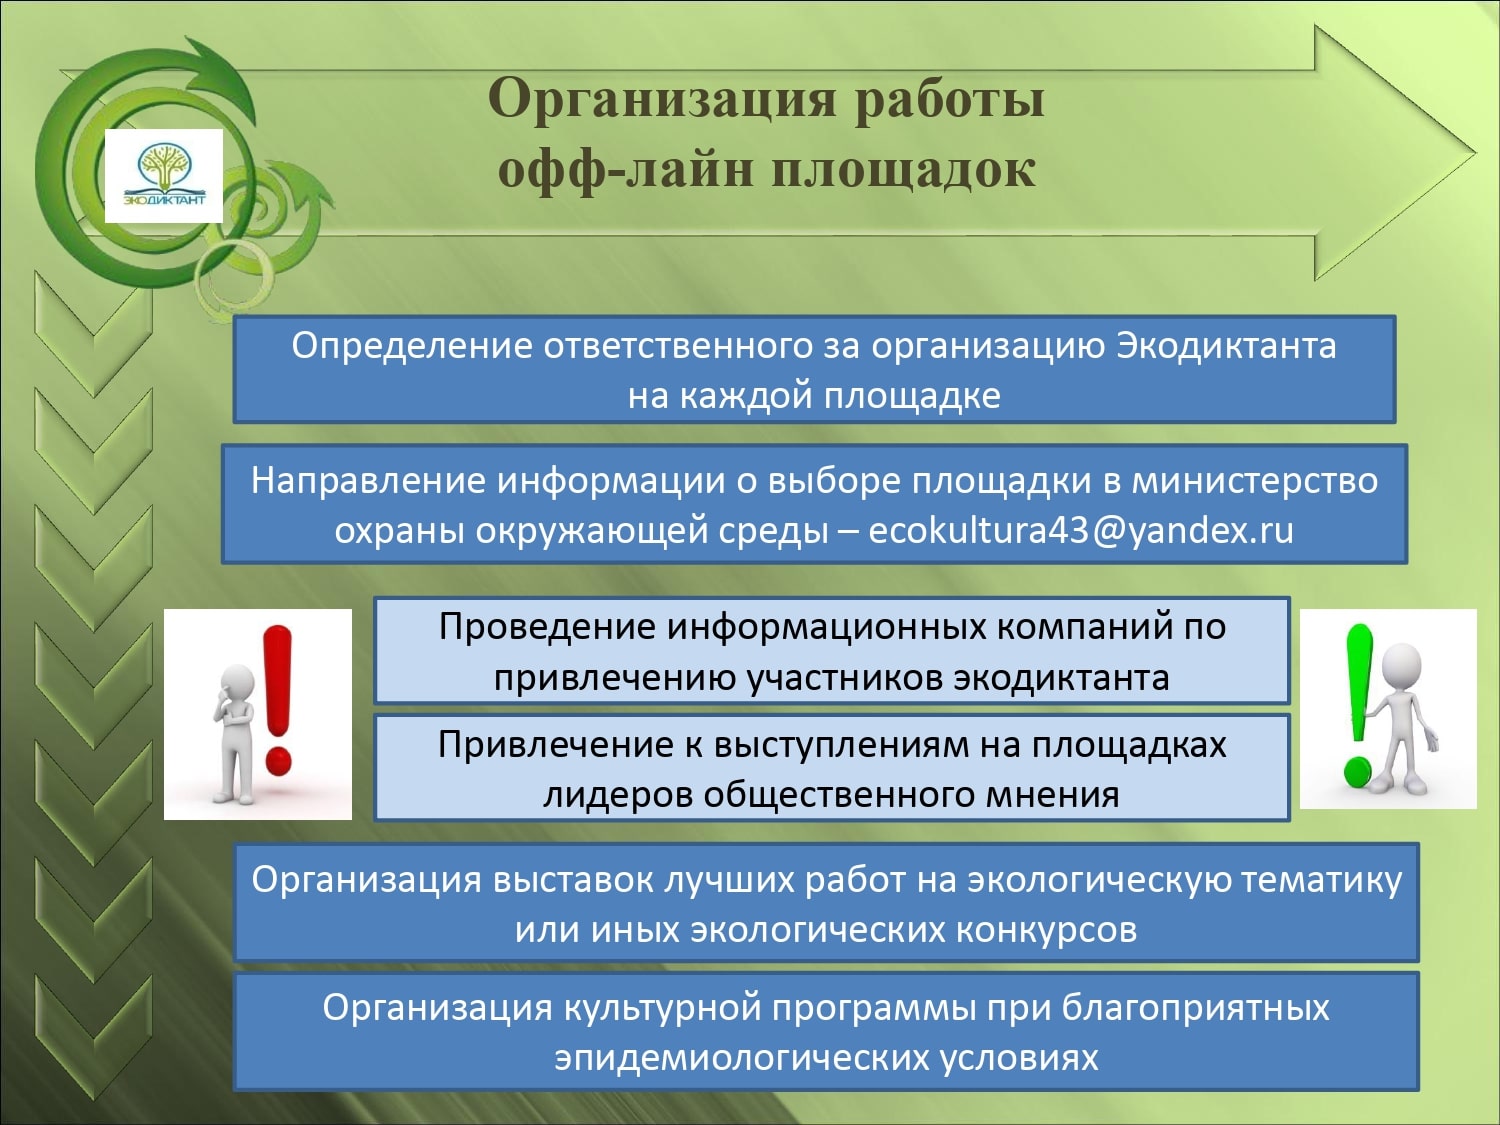 Организация работы
офф-лайн площадок
ЭКОДИКТАНТ
Определение ответственного за организацию Экодиктанта
на каждой площадке
Направление информации о выборе площадки в министерство
охраны окружающей среды – ecokultura43@yandex.ru
Проведение информационных компаний по
привлечению участников экодиктанта
Привлечение к выступлениям на площадках
лидеров общественного мнения
Организация выставок лучших работ на экологическую тематику
или иных экологических конкурсов
Организация культурной программы при благоприятных
эпидемиологических условиях